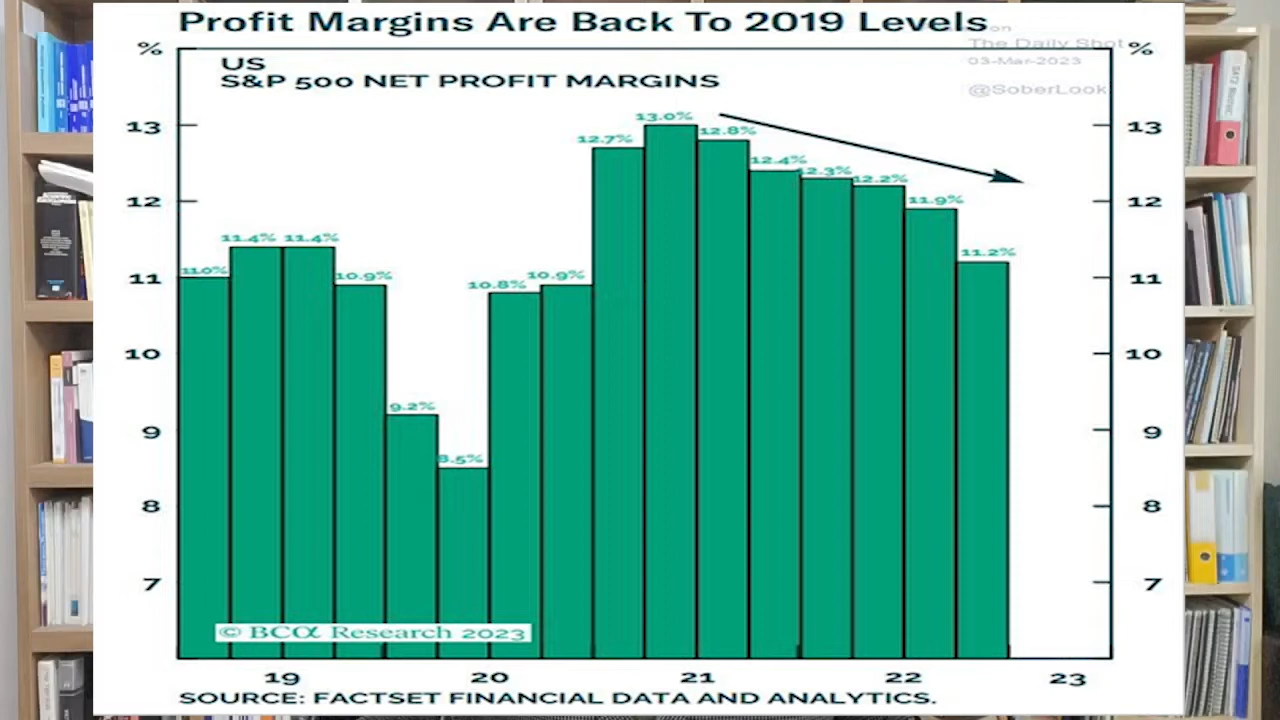 Profit Margins Are Back To 2019 Levels
on
The Daily Shot
03-Mar-2023
@SoberLook
% %
US
S&P 500 NET PROFIT MARGINS
13 13
12 12
11 11
10 10
9 9
8 8
7 7
11.0% 11.4% 11.4% 10.9% 9.2% 8.5% 10.8% 10.9% 12.7% 13.0% 12.8% 12.4% 12.3% 12.2% 11.9% 11.2%
© BCα Research 2023
19 20 21 22 23
SOURCE: FACTSET FINANCIAL DATA AND ANALYTICS.